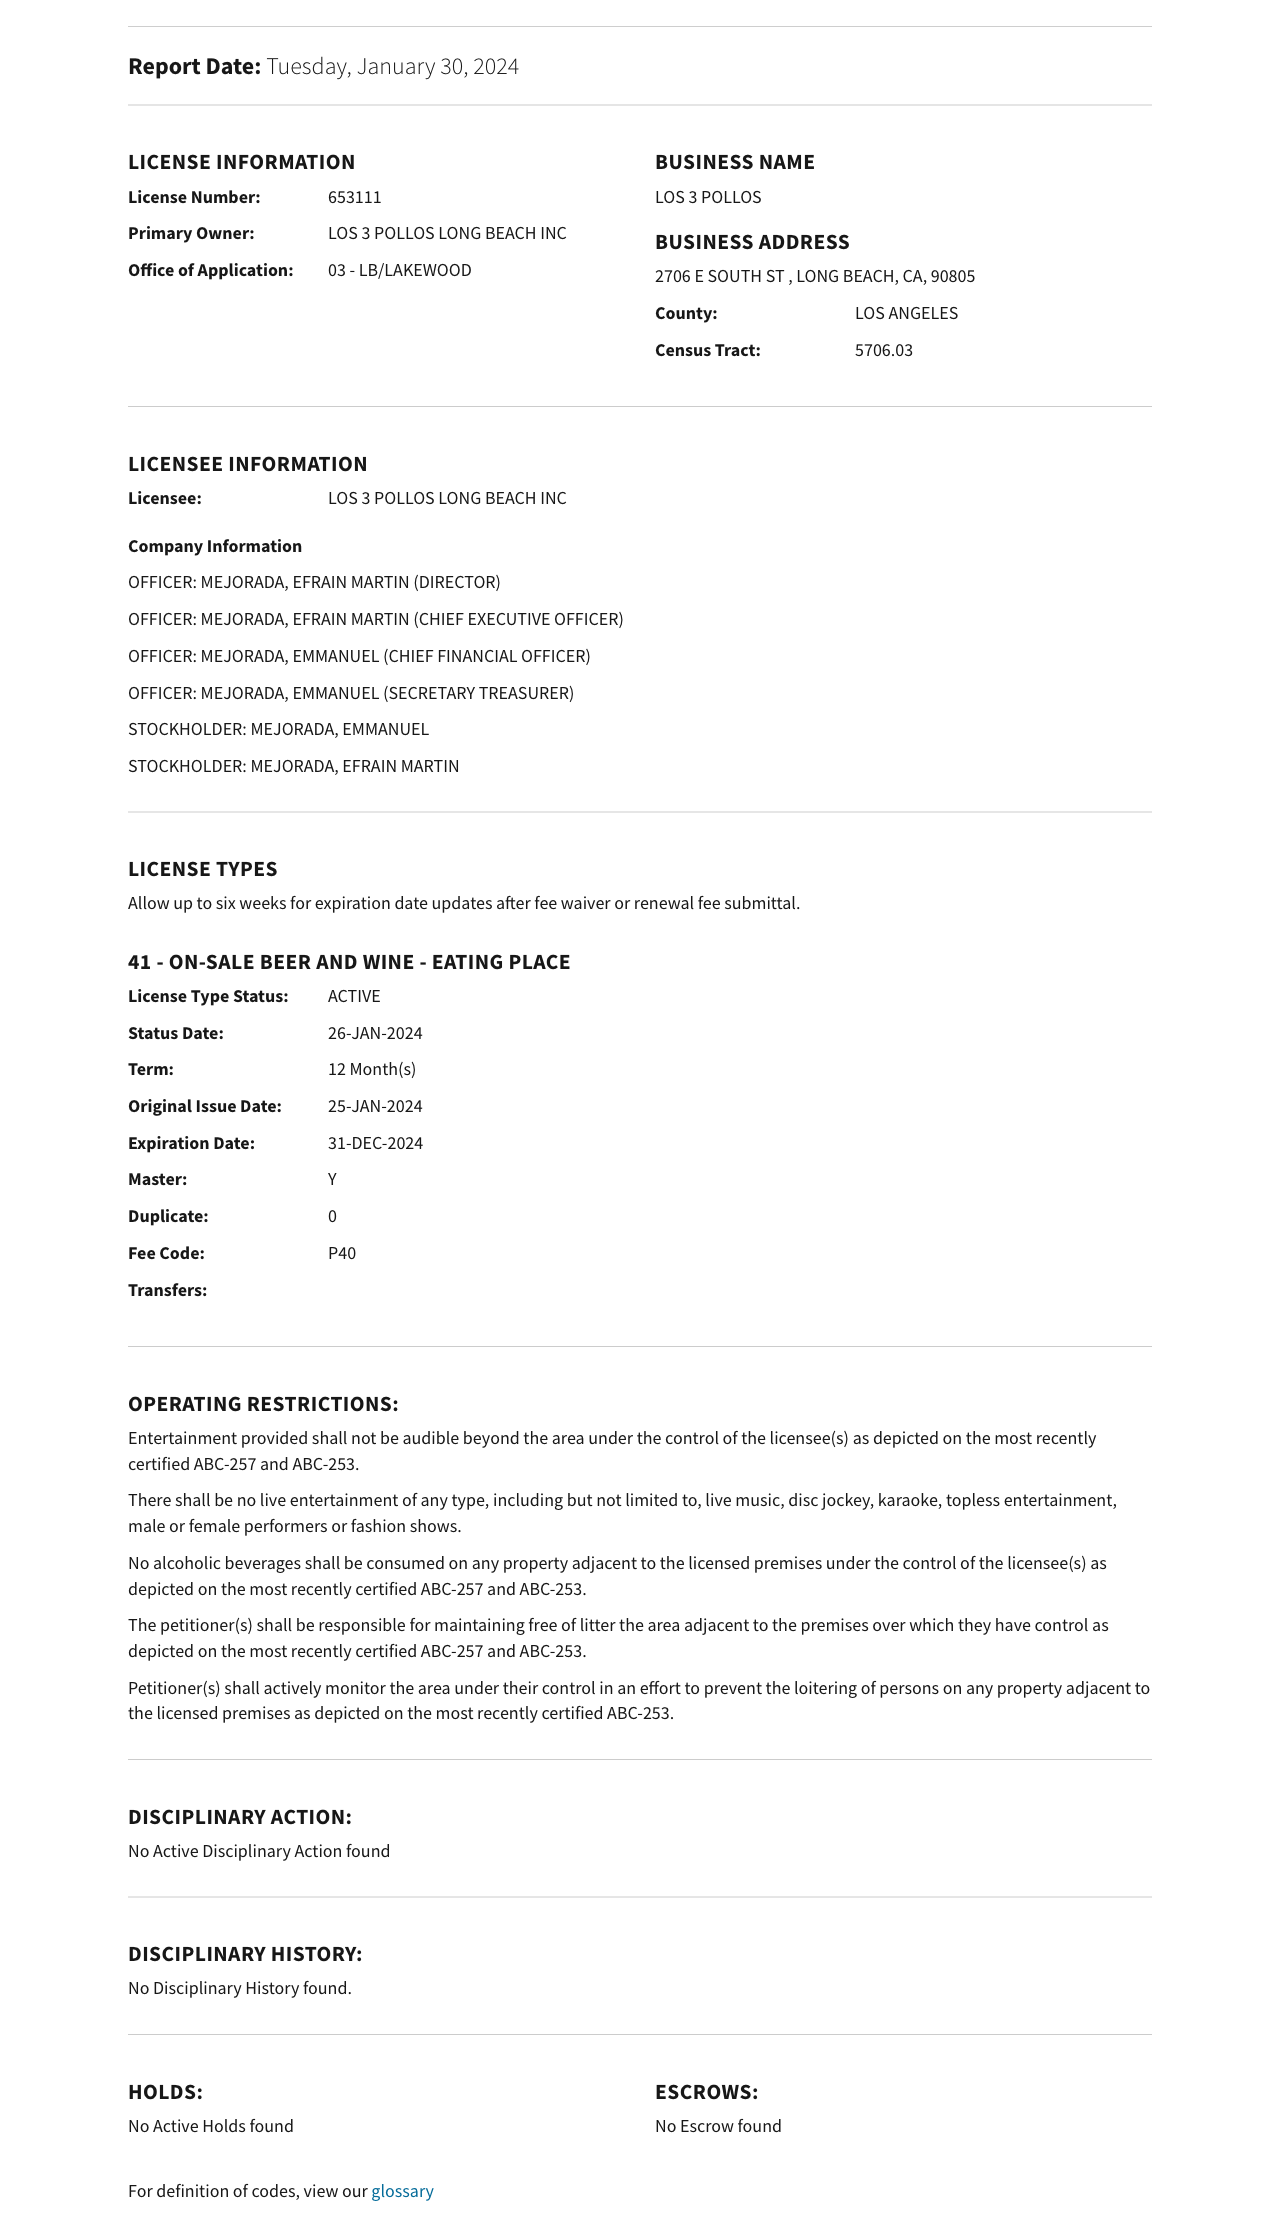 Report Date: Tuesday, January 30, 2024
LICENSE INFORMATION
License Number: 653111
Primary Owner: LOS 3 POLLOS LONG BEACH INC
Office of Application: 03 - LB/LAKEWOOD
BUSINESS NAME
LOS 3 POLLOS
BUSINESS ADDRESS
2706 E SOUTH ST , LONG BEACH, CA, 90805
County: LOS ANGELES
Census Tract: 5706.03
LICENSEE INFORMATION
Licensee: LOS 3 POLLOS LONG BEACH INC
Company Information
OFFICER: MEJORADA, EFRAIN MARTIN (DIRECTOR)
OFFICER: MEJORADA, EFRAIN MARTIN (CHIEF EXECUTIVE OFFICER)
OFFICER: MEJORADA, EMMANUEL (CHIEF FINANCIAL OFFICER)
OFFICER: MEJORADA, EMMANUEL (SECRETARY TREASURER)
STOCKHOLDER: MEJORADA, EMMANUEL
STOCKHOLDER: MEJORADA, EFRAIN MARTIN
LICENSE TYPES
Allow up to six weeks for expiration date updates after fee waiver or renewal fee submittal.
41 - ON-SALE BEER AND WINE - EATING PLACE
License Type Status: ACTIVE
Status Date: 26-JAN-2024
Term: 12 Month(s)
Original Issue Date: 25-JAN-2024
Expiration Date: 31-DEC-2024
Master: Y
Duplicate: 0
Fee Code: P40
Transfers:
OPERATING RESTRICTIONS:
Entertainment provided shall not be audible beyond the area under the control of the licensee(s) as depicted on the most recently
certified ABC-257 and ABC-253.
There shall be no live entertainment of any type, including but not limited to, live music, disc jockey, karaoke, topless entertainment,
male or female performers or fashion shows.
No alcoholic beverages shall be consumed on any property adjacent to the licensed premises under the control of the licensee(s) as
depicted on the most recently certified ABC-257 and ABC-253.
The petitioner(s) shall be responsible for maintaining free of litter the area adjacent to the premises over which they have control as
depicted on the most recently certified ABC-257 and ABC-253.
Petitioner(s) shall actively monitor the area under their control in an effort to prevent the loitering of persons on any property adjacent to
the licensed premises as depicted on the most recently certified ABC-253.
DISCIPLINARY ACTION:
No Active Disciplinary Action found
DISCIPLINARY HISTORY:
No Disciplinary History found.
HOLDS:
No Active Holds found
ESCROWS:
No Escrow found
For definition of codes, view our glossary